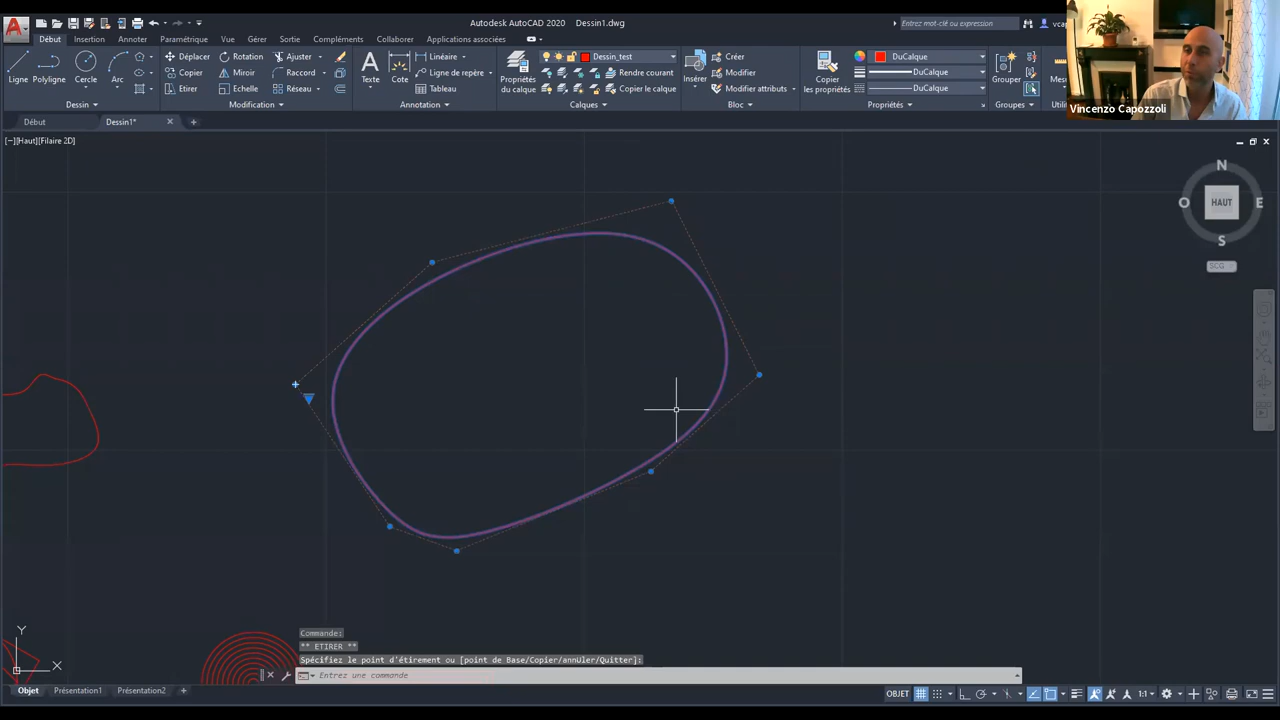 Autodesk AutoCAD 2020 Dessin1.dwg
Entrez mot-clé ou expression
Début Insertion Annoter Paramétrique Vue Gérer Sortie Compléments Collaborer Applications associées
Ligne Polyligne Cercle Arc
Déplacer Rotation Ajuster
Copier Miroir Raccord
Etirer Echelle Réseau
Texte Cote
Linéaire
Ligne de repère
Tableau
Propriétés du calque
Dessin_test
Rendre courant
Copier le calque
Insérer
Créer
Modifier
Modifier attributs
Copier les propriétés
DuCalque
DuCalque
DuCalque
Grouper
Dessin Modification Annotation Calques Bloc Propriétés Groupes
Vincenzo Capozzoli
Début Dessin1*
[−][Haut][Filaire 2D]
N
O HAUT E
S
SCG
Y
X
Commande:
** ETIRER **
Spécifiez le point d'étirement ou [point de Base/Copier/annUler/Quitter]:
Entrez une commande
Objet Présentation1 Présentation2
OBJET 1:1